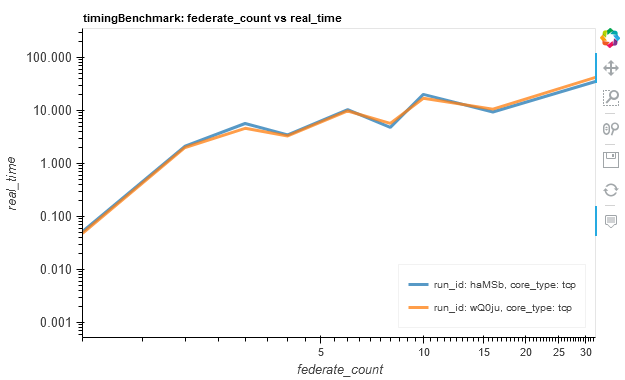 timingBenchmark: federate_count vs real_time
100.000
10.000
1.000
0.100
0.010
0.001
real_time
run_id: haMSb, core_type: tcp
run_id: wQ0ju, core_type: tcp
5
10
15
20
25
30
federate_count